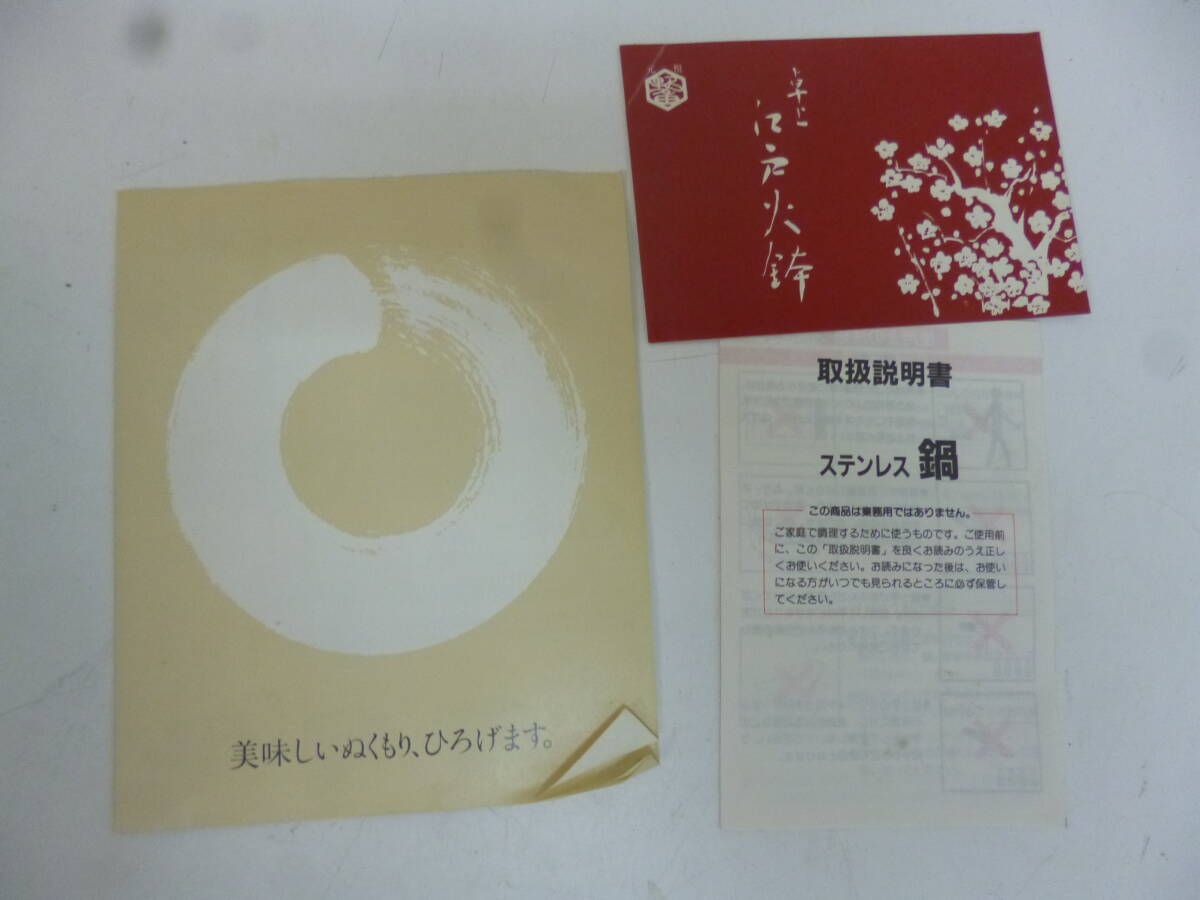 卓上
江戸火鉢
取扱説明書
ステンレス 鍋
この商品は業務用ではありません。
ご家庭で調理するために使うものです。ご使用前
に、この「取扱説明書」を良くお読みのうえ正し
くお使いください。お読みになった後は、お使い
になる方がいつでも見られるところに必ず保管し
てください。
美味しいぬくもり、ひろげます。